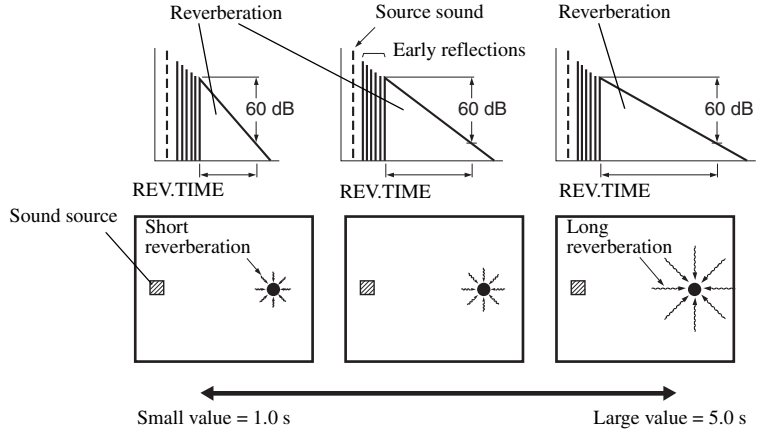 Reverberation
Source sound
Reverberation
Early reflections
60 dB
60 dB
60 dB
REV.TIME
REV.TIME
REV.TIME
Sound source
Short
reverberation
Long
reverberation
Small value = 1.0 s
Large value = 5.0 s